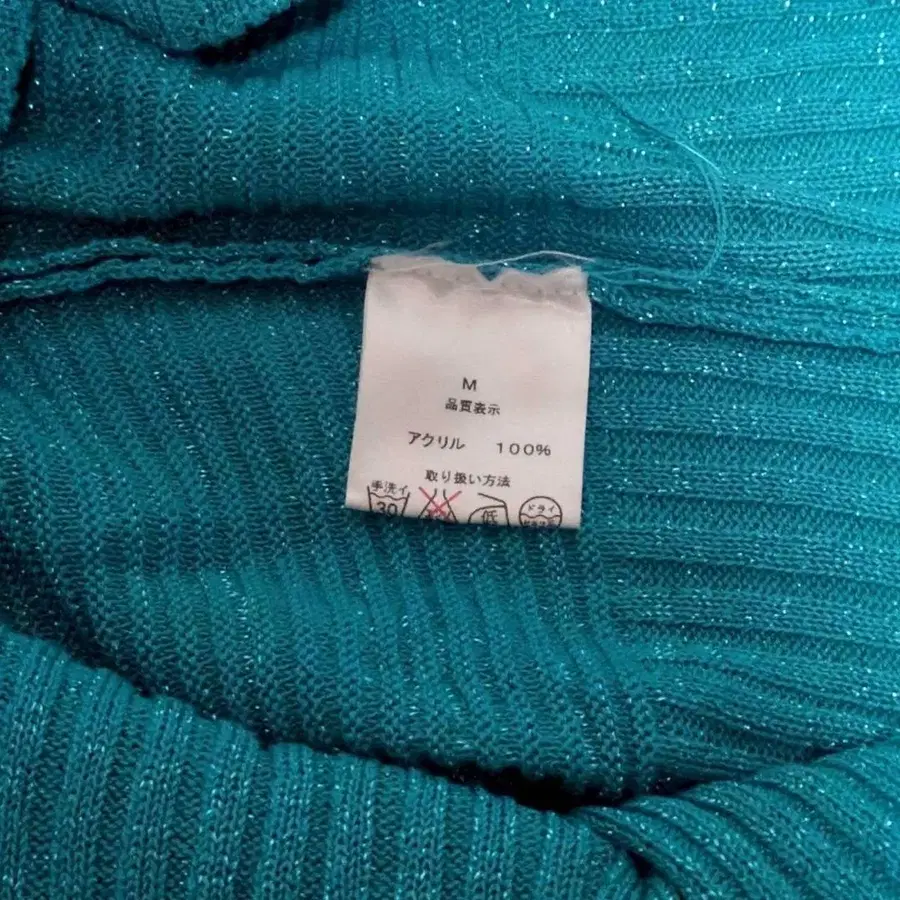 M
品質表示
アクリル 100%
取り扱い方法
手洗イ 30 低 ドライ